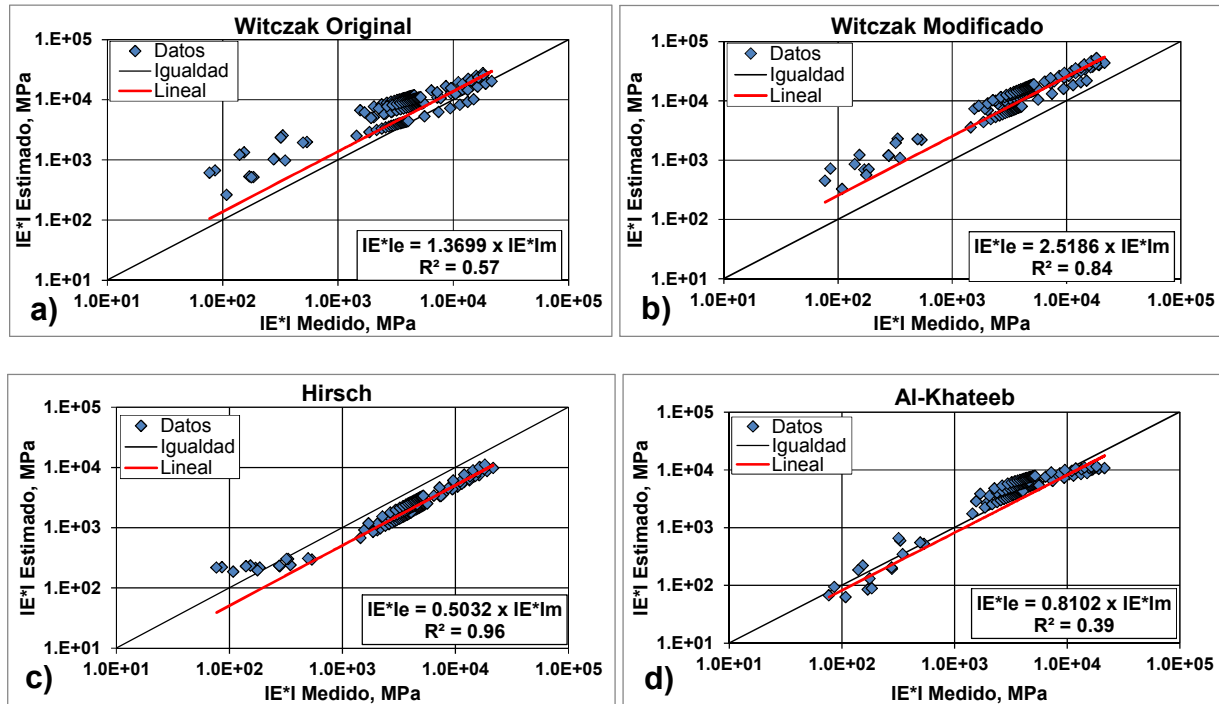 Witczak Original
1.E+05
1.E+04
1.E+03
1.E+02
1.E+01
IE*I Estimado, MPa
Datos
Igualdad
Lineal
IE*Ie = 1.3699 x IE*Im
R² = 0.57
1.0E+01 1.0E+02 1.0E+03 1.0E+04 1.0E+05
IE*I Medido, MPa
a)
Witczak Modificado
1.E+05
1.E+04
1.E+03
1.E+02
1.E+01
IE*I Estimado, MPa
Datos
Igualdad
Lineal
IE*Ie = 2.5186 x IE*Im
R² = 0.84
1.0E+01 1.0E+02 1.0E+03 1.0E+04 1.0E+05
IE*I Medido, MPa
b)
Hirsch
1.E+05
1.E+04
1.E+03
1.E+02
1.E+01
IE*I Estimado, MPa
Datos
Igualdad
Lineal
IE*Ie = 0.5032 x IE*Im
R² = 0.96
1.0E+01 1.0E+02 1.0E+03 1.0E+04 1.0E+05
IE*I Medido, MPa
c)
Al-Khateeb
1.E+05
1.E+04
1.E+03
1.E+02
1.E+01
IE*I Estimado, MPa
Datos
Igualdad
Lineal
IE*Ie = 0.8102 x IE*Im
R² = 0.39
1.0E+01 1.0E+02 1.0E+03 1.0E+04 1.0E+05
IE*I Medido, MPa
d)